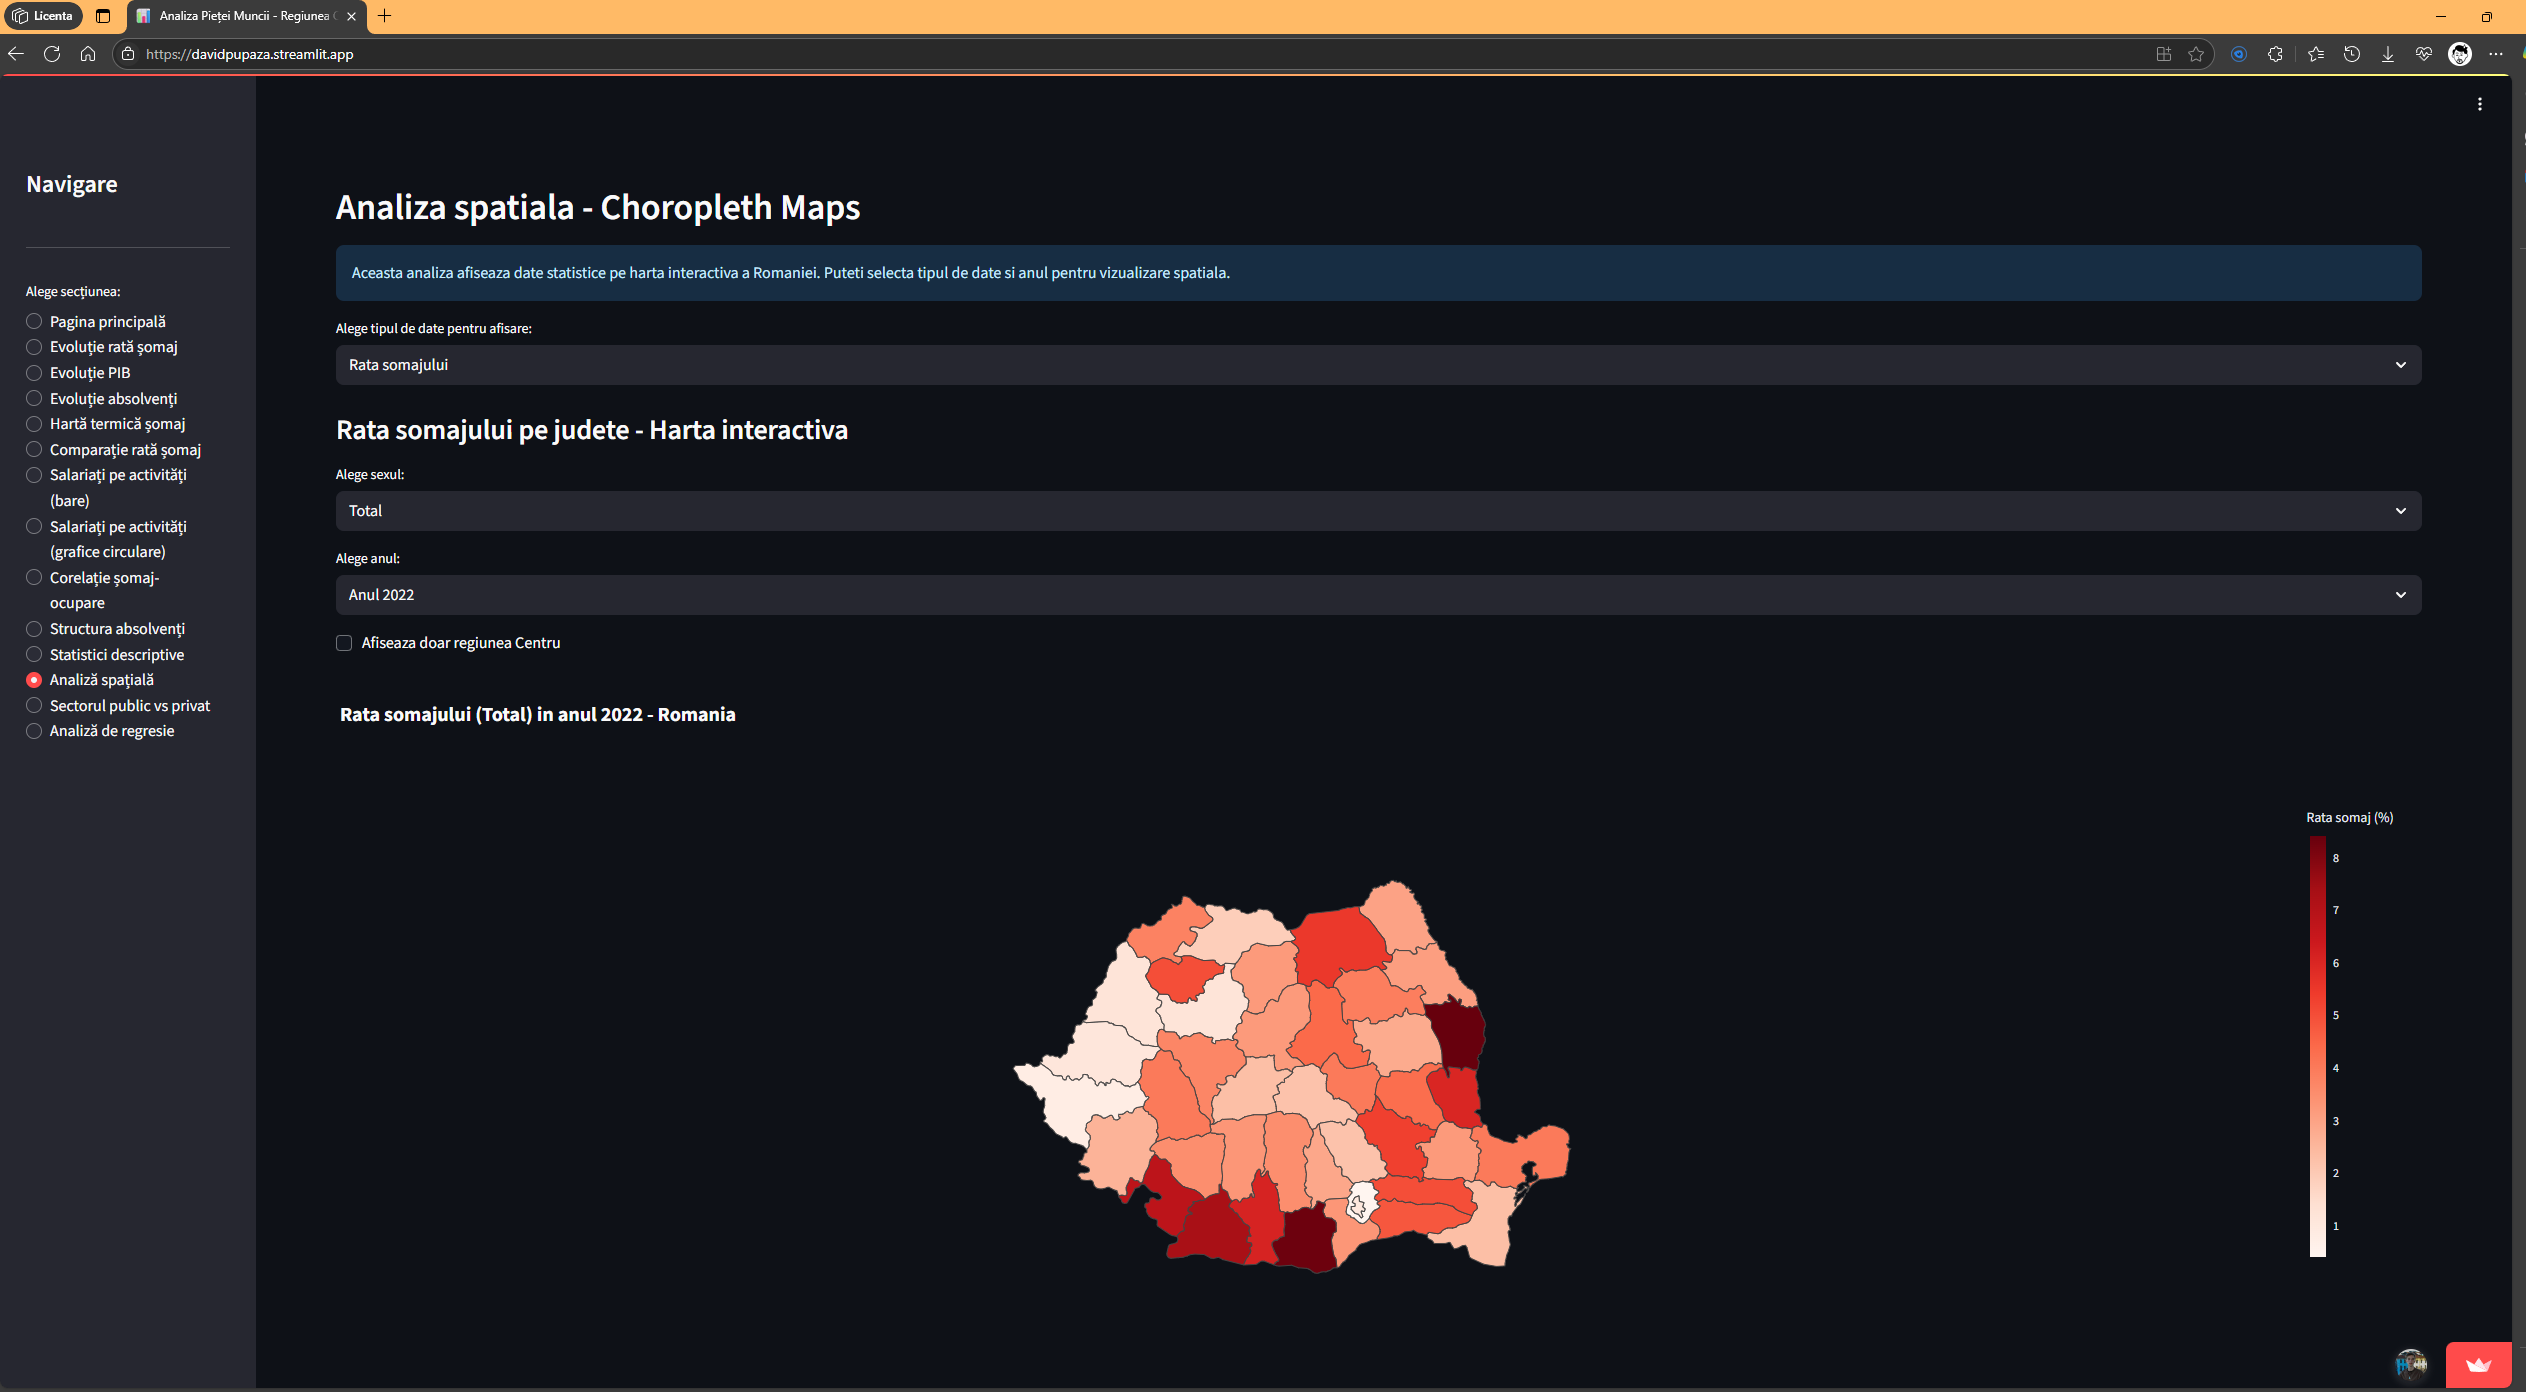 Licenta
Analiza Pieței Muncii - Regiunea
https://davidpupaza.streamlit.app
Navigare
Alege secțiunea:
Pagina principală
Evoluție rată șomaj
Evoluție PIB
Evoluție absolvenți
Hartă termică șomaj
Comparație rată șomaj
Salariați pe activități
(bare)
Salariați pe activități
(grafice circulare)
Corelație șomaj-
ocupare
Structura absolvenți
Statistici descriptive
Analiză spațială
Sectorul public vs privat
Analiză de regresie
Analiza spatiala - Choropleth Maps
Aceasta analiza afiseaza date statistice pe harta interactiva a Romaniei. Puteti selecta tipul de date si anul pentru vizualizare spatiala.
Alege tipul de date pentru afisare:
Rata somajului
Rata somajului pe judete - Harta interactiva
Alege sexul:
Total
Alege anul:
Anul 2022
Afiseaza doar regiunea Centru
Rata somajului (Total) in anul 2022 - Romania
Rata somaj (%)
8
7
6
5
4
3
2
1